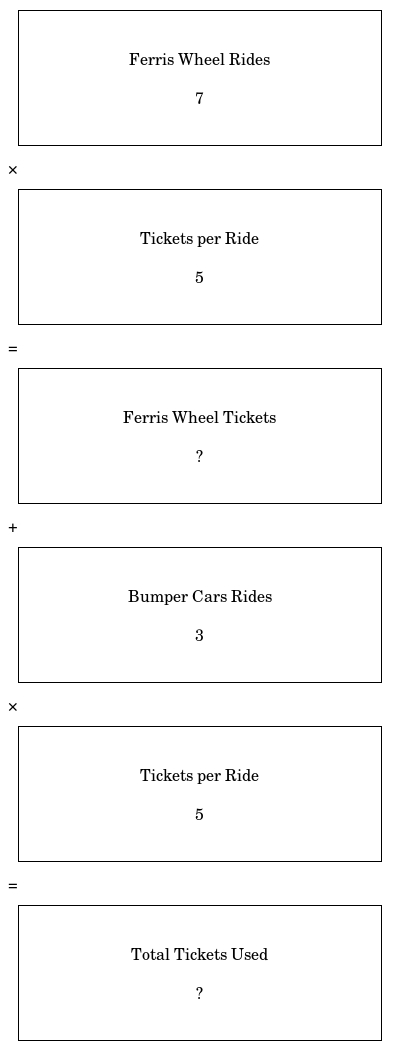 Ferris Wheel Rides
7
×
Tickets per Ride
5
=
Ferris Wheel Tickets
?
+
Bumper Cars Rides
3
×
Tickets per Ride
5
=
Total Tickets Used
?